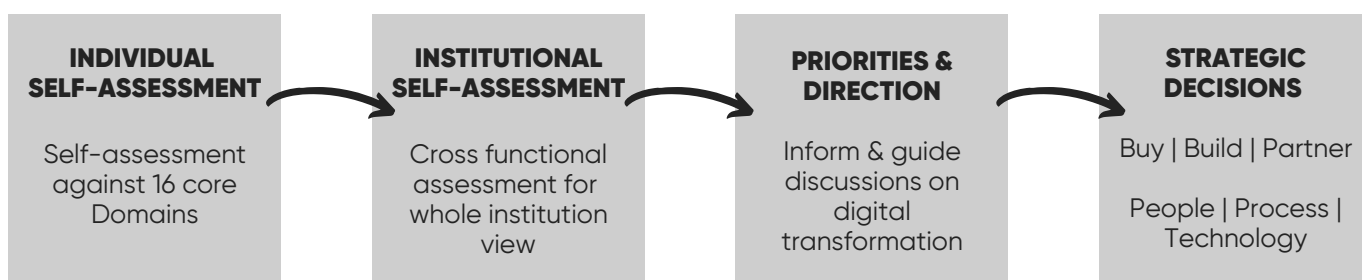 INDIVIDUAL
SELF-ASSESSMENT
Self-assessment
against 16 core
Domains
INSTITUTIONAL
SELF-ASSESSMENT
Cross functional
assessment for
whole institution
view
PRIORITIES &
DIRECTION
Inform & guide
discussions on
digital
transformation
STRATEGIC
DECISIONS
Buy | Build | Partner
People | Process |
Technology